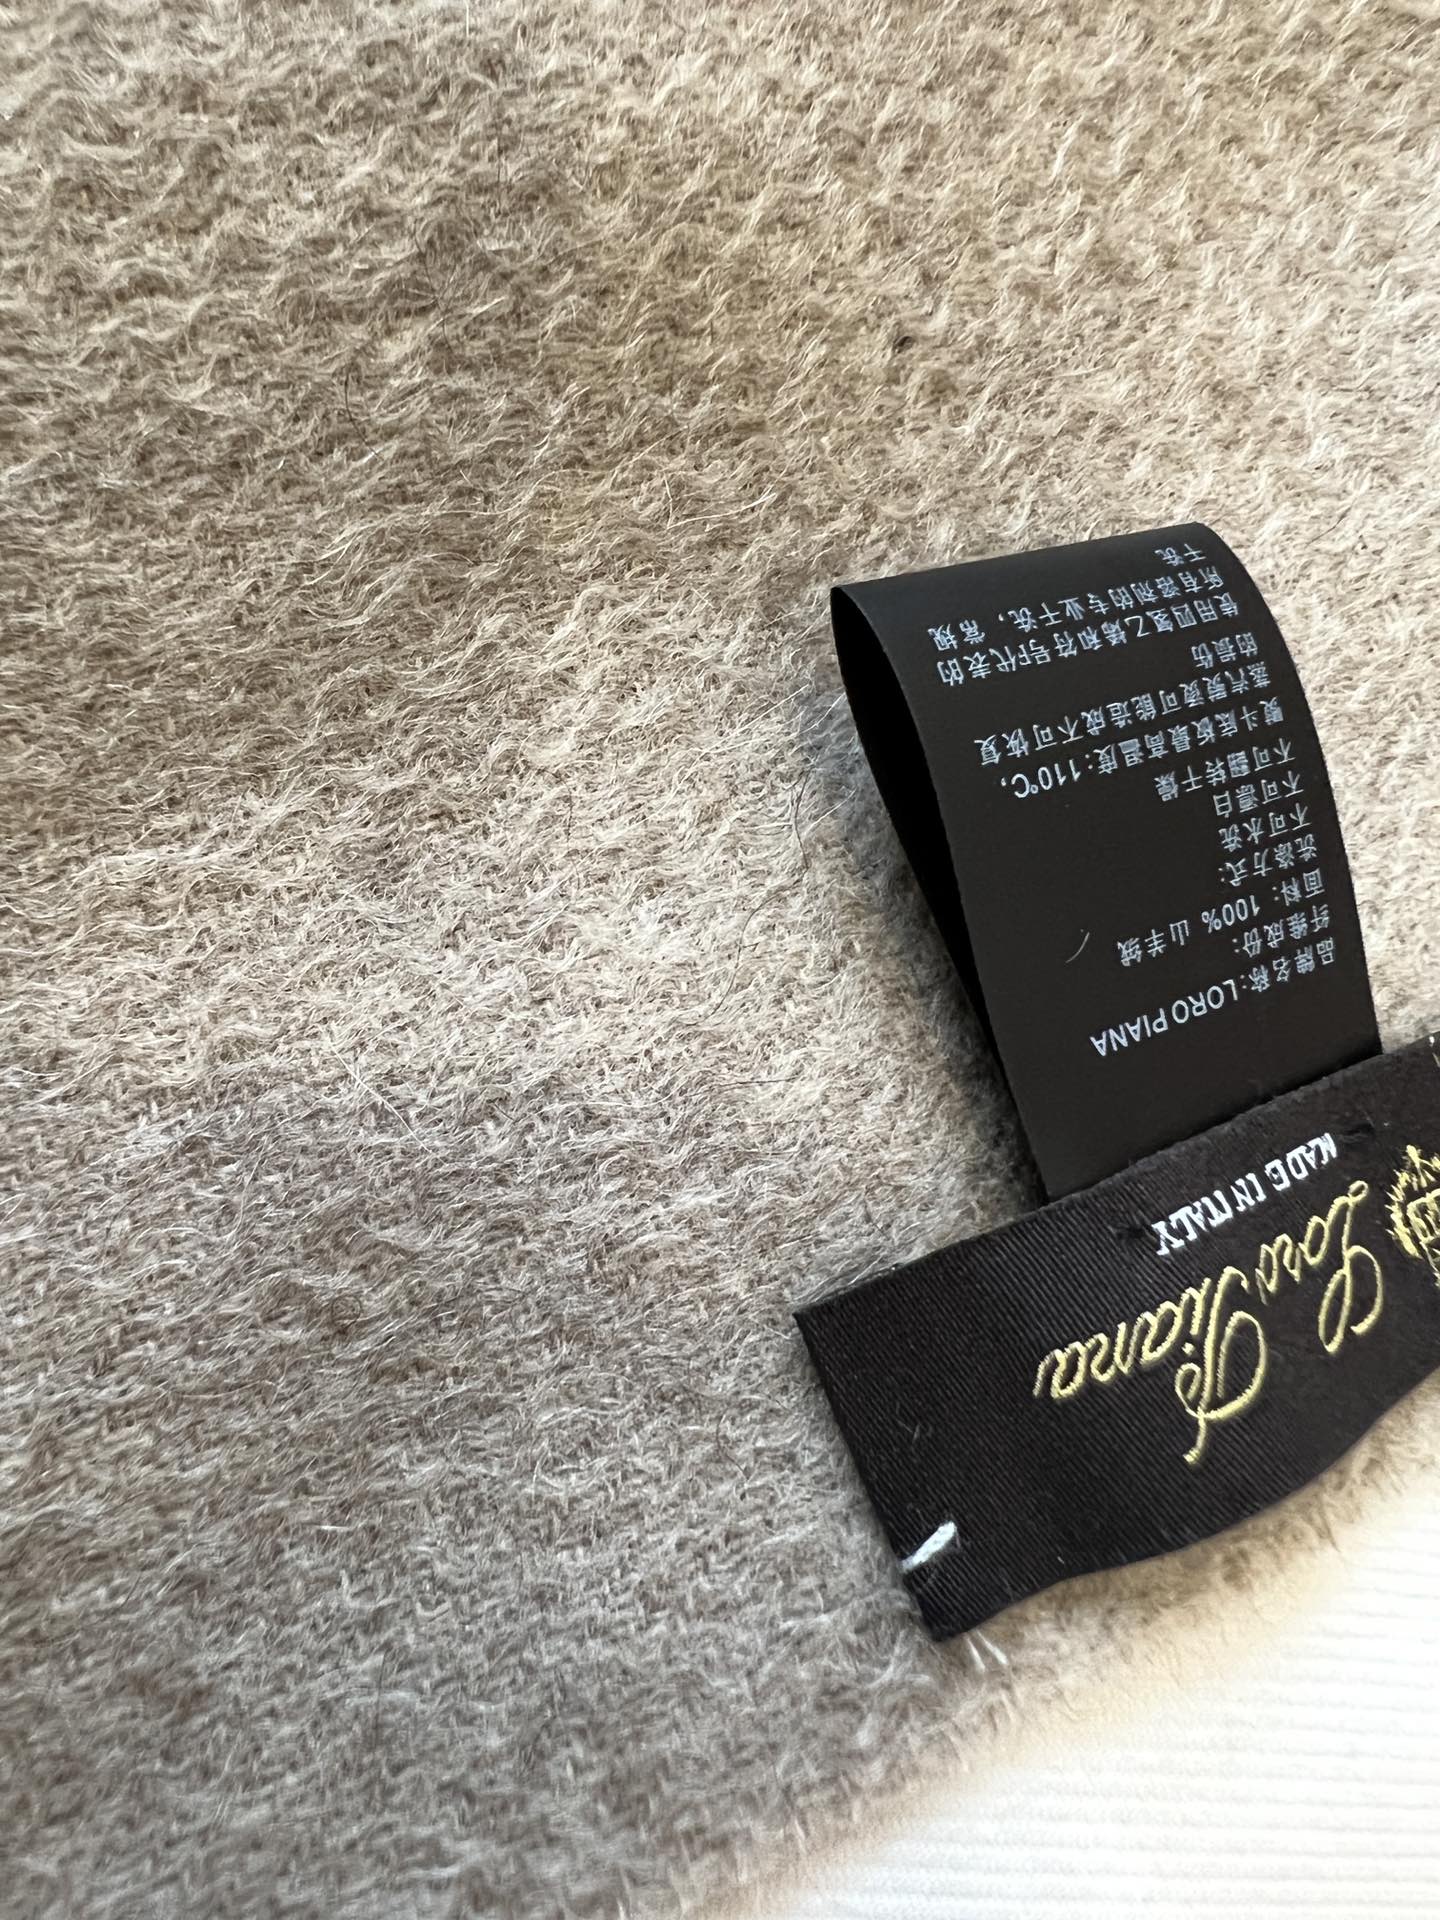 品牌名称:LORO PIANA
纤维成份:
面料: 100% 山羊绒
洗涤方式:
不可水洗
不可漂白
不可翻转干燥
熨斗底板最高温度:110℃,
蒸汽熨烫可能造成不可恢复
的损伤
使用四氯乙烯和符号F代表的
所有溶剂的专业干洗, 常规
干洗
MADE IN ITALY
Loro Piana